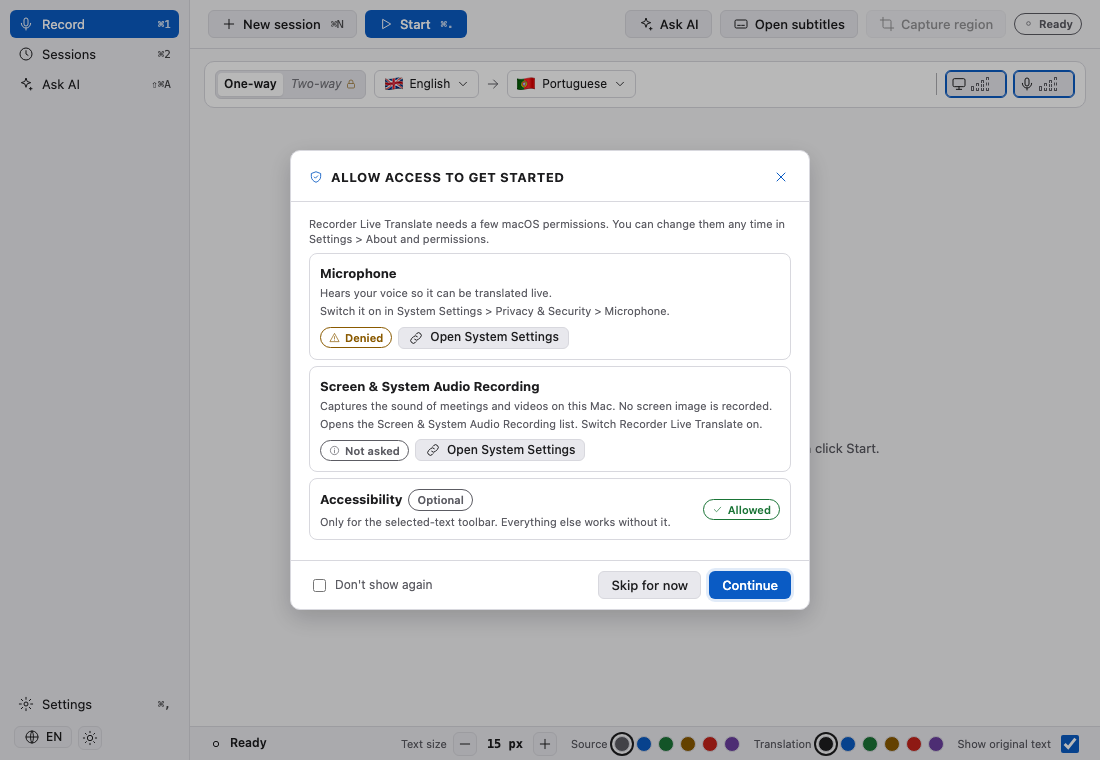 Record ⌘1
Sessions ⌘2
Ask AI ⇧⌘A
New session ⌘N
Start ⌘.
Ask AI
Open subtitles
Capture region
Ready
One-way
Two-way
English
Portuguese
ALLOW ACCESS TO GET STARTED
Recorder Live Translate needs a few macOS permissions. You can change them any time in
Settings > About and permissions.
Microphone
Hears your voice so it can be translated live.
Switch it on in System Settings > Privacy & Security > Microphone.
Denied
Open System Settings
Screen & System Audio Recording
Captures the sound of meetings and videos on this Mac. No screen image is recorded.
Opens the Screen & System Audio Recording list. Switch Recorder Live Translate on.
Not asked
Open System Settings
Accessibility
Optional
Only for the selected-text toolbar. Everything else works without it.
Allowed
Don't show again
Skip for now
Continue
click Start.
Settings ⌘,
EN
Ready
Text size
15 px
Source
Translation
Show original text